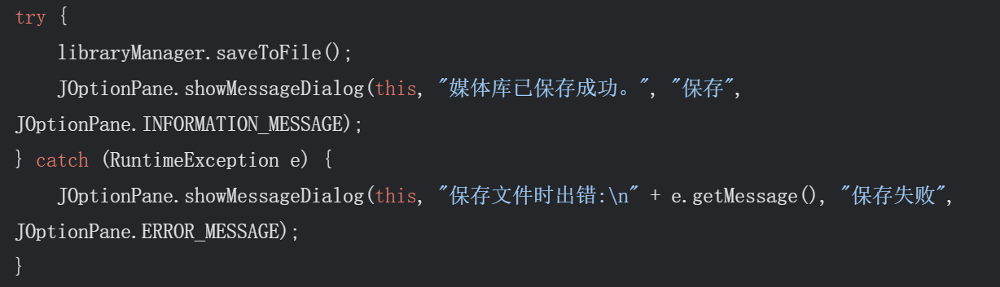 try {
    libraryManager.saveToFile();
    JOptionPane.showMessageDialog(this, "媒体库已保存成功。", "保存",
JOptionPane.INFORMATION_MESSAGE);
} catch (RuntimeException e) {
    JOptionPane.showMessageDialog(this, "保存文件时出错:\n" + e.getMessage(), "保存失败",
JOptionPane.ERROR_MESSAGE);
}